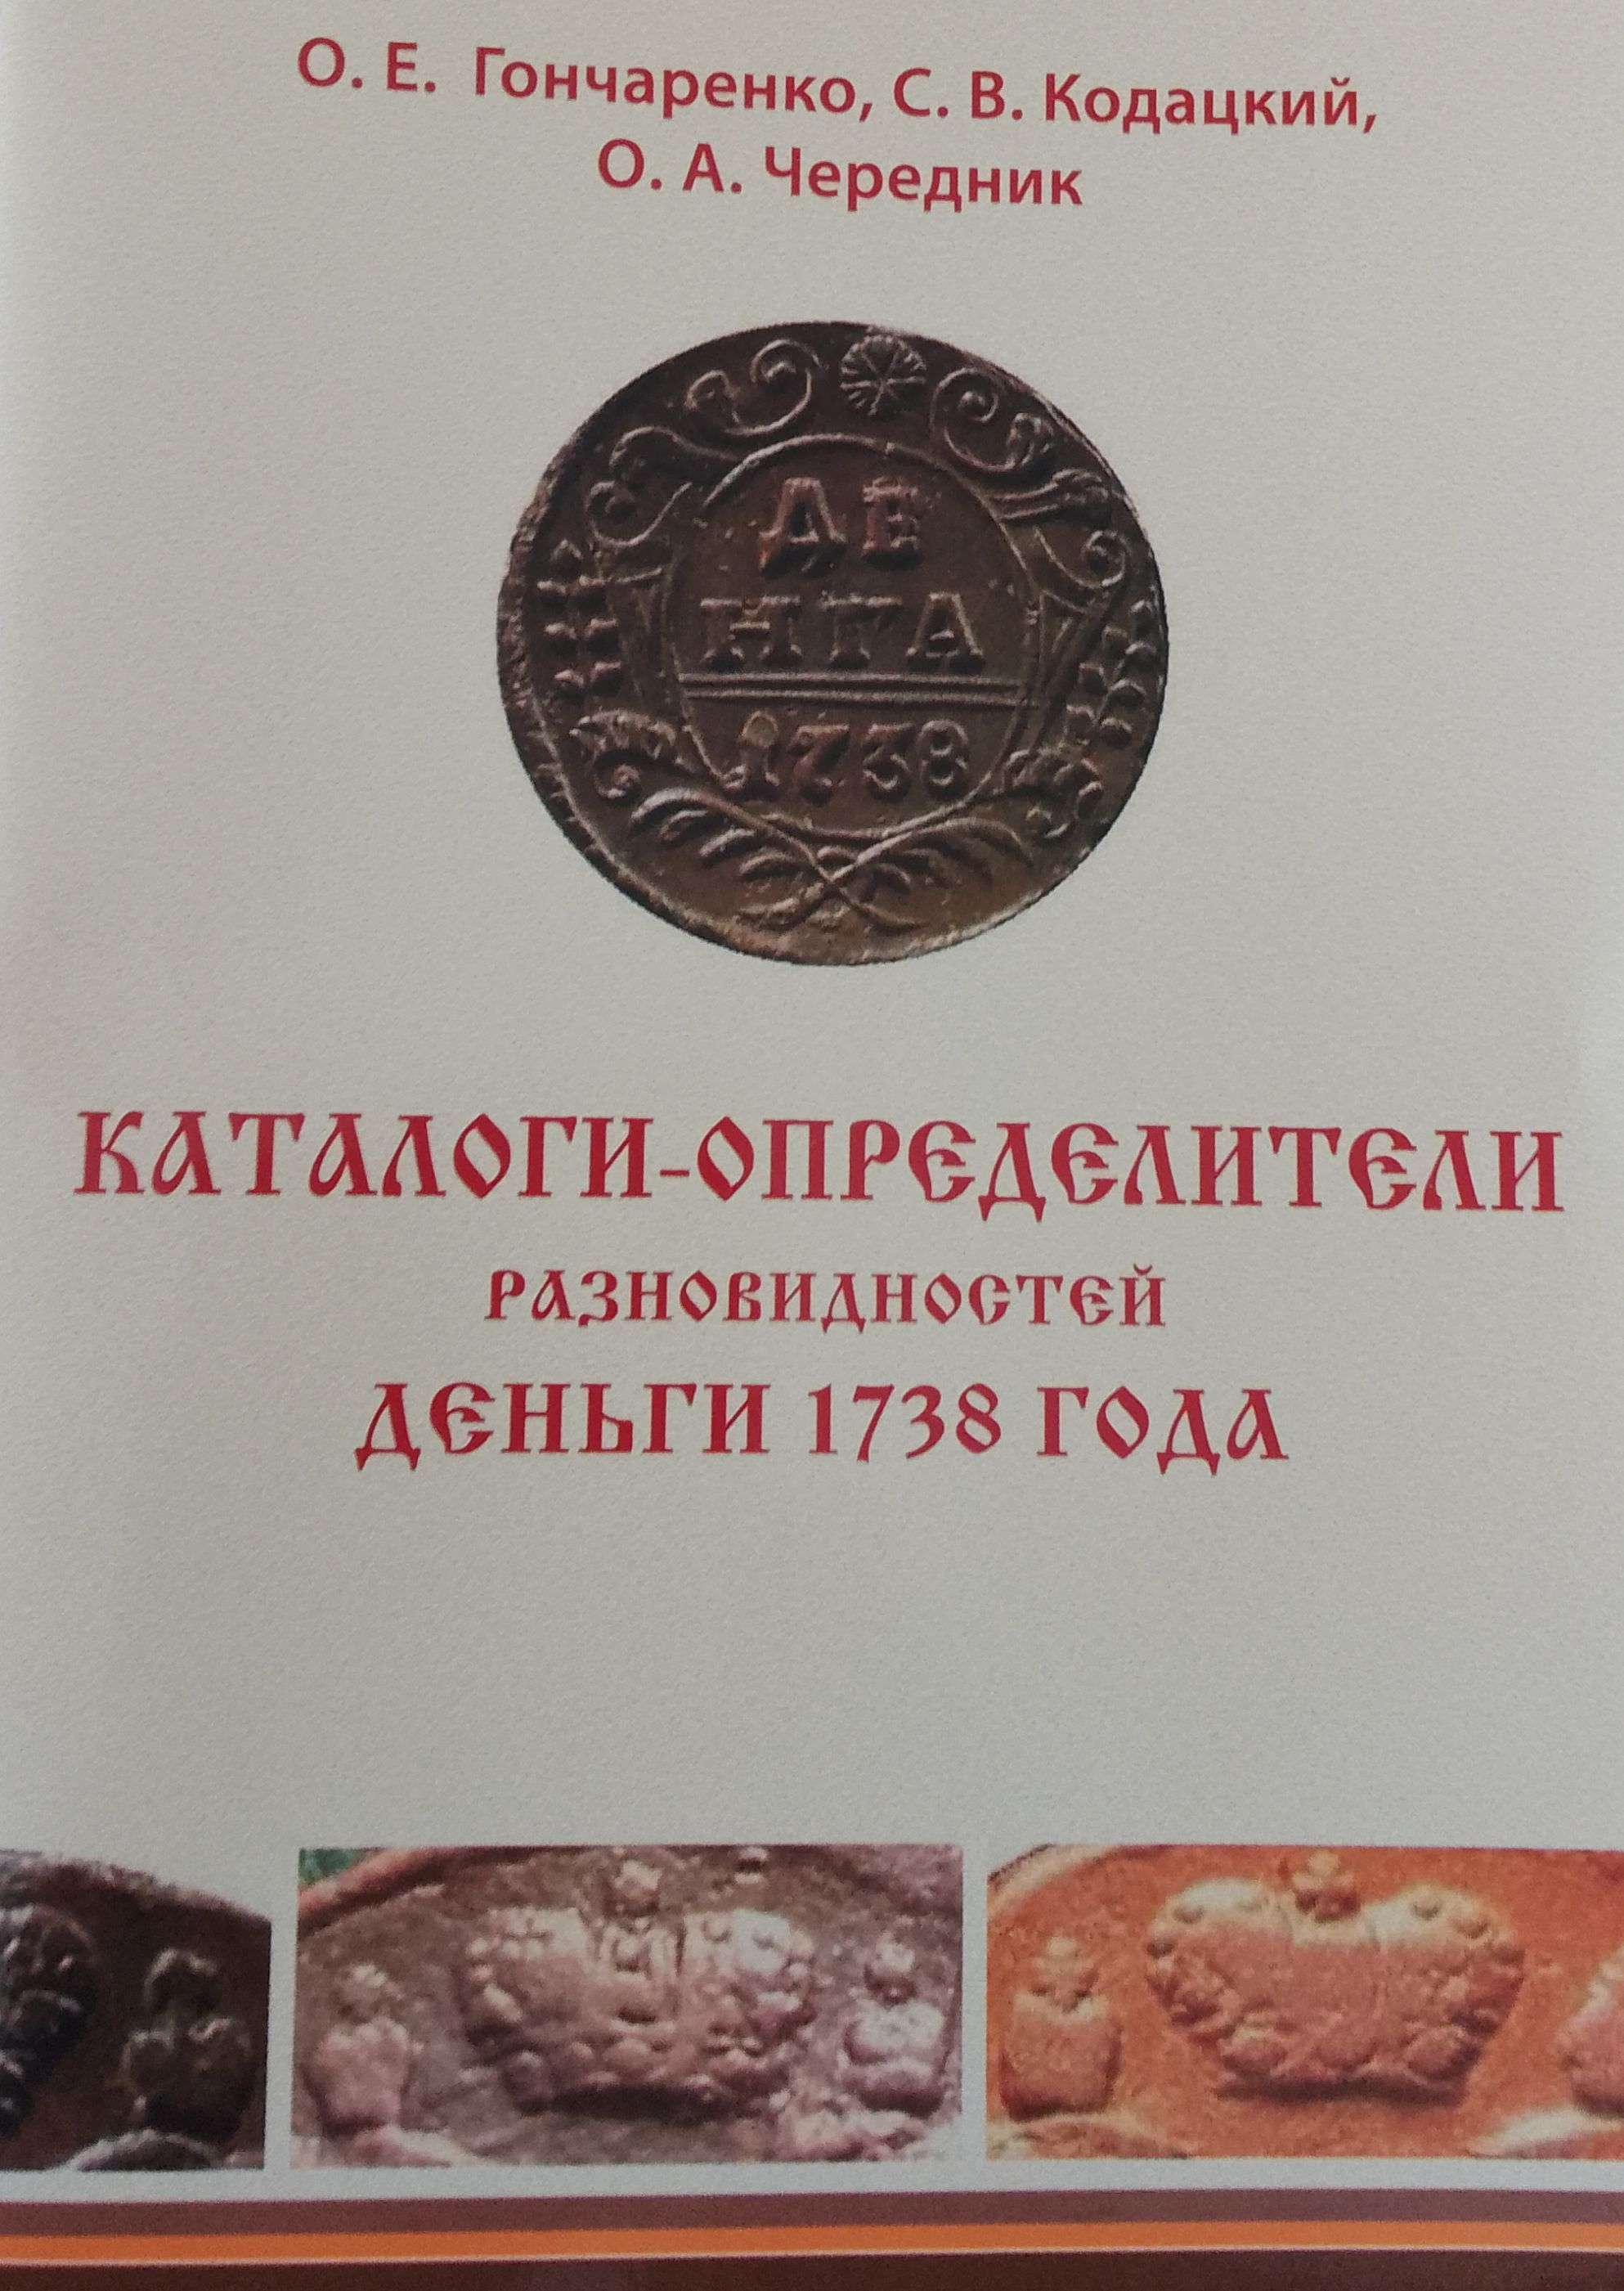 О. Е. Гончаренко, С. В. Кодацкий,
О. А. Чередник
ДЕ
НГА
1738
КАТАЛОГИ-ОПРЕДЕЛИТЕЛИ
РАЗНОВИДНОСТЕЙ
ДЕНЬГИ 1738 ГОДА